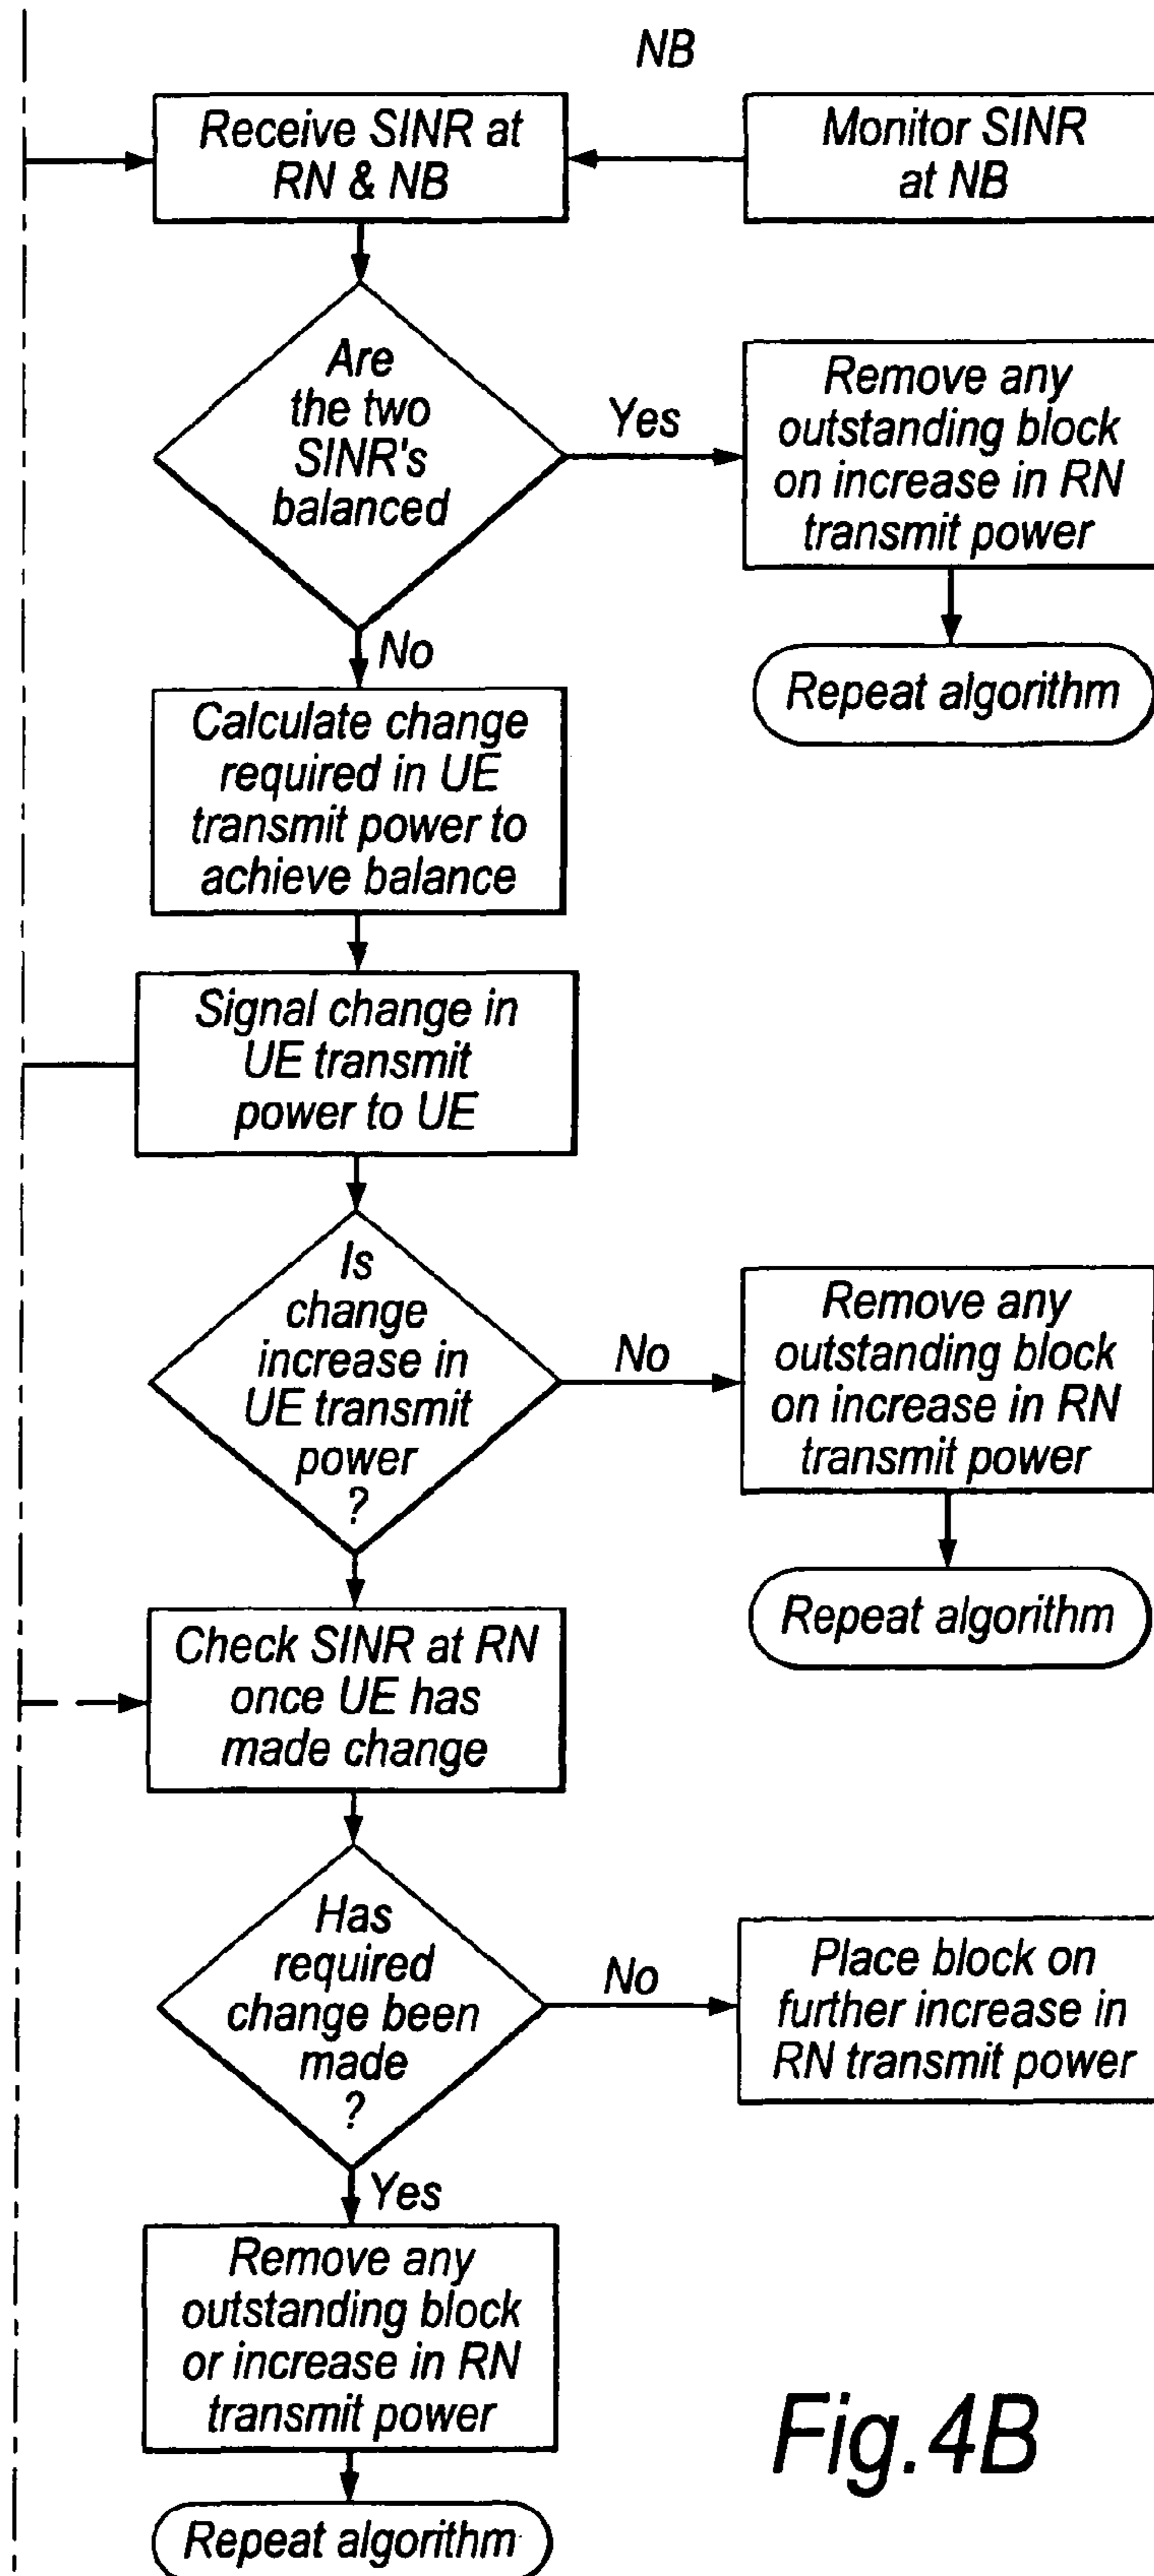 NB
Receive SINR at
RN & NB
Monitor SINR
at NB
Are
the two
SINR's
balanced
Yes
Remove any
outstanding block
on increase in RN
transmit power
Repeat algorithm
No
Calculate change
required in UE
transmit power to
achieve balance
Signal change in
UE transmit
power to UE
Is
change
increase in
UE transmit
power
?
No
Remove any
outstanding block
on increase in RN
transmit power
Repeat algorithm
Check SINR at RN
once UE has
made change
Has
required
change been
made
?
No
Place block on
further increase in
RN transmit power
Yes
Remove any
outstanding block
or increase in RN
transmit power
Repeat algorithm
Fig.4B